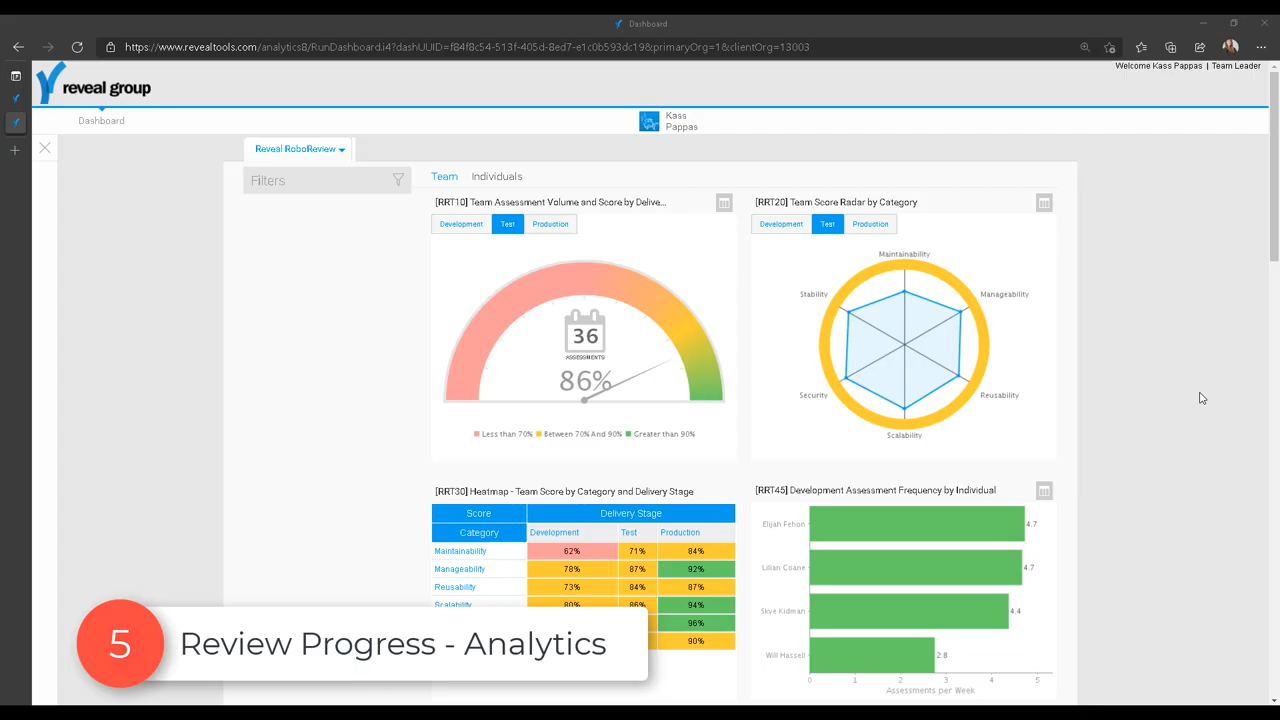 Dashboard
https://www.revealtools.com/analytics8/RunDashboard.i4?dashUUID=f84f8c54-513f-405d-8ed7-e1c0b593dc19&primaryOrg=1&clientOrg=13003
Welcome Kass Pappas | Team Leader
reveal group
Dashboard
Kass
Pappas
Reveal RoboReview
Filters
Team Individuals
[RRT10] Team Assessment Volume and Score by Delive...
Development Test Production
36
ASSESSMENTS
86%
Less than 70% Between 70% And 90% Greater than 90%
[RRT20] Team Score Radar by Category
Development Test Production
Maintainability
Stability Manageability
Security Reusability
Scalability
[RRT30] Heatmap - Team Score by Category and Delivery Stage
Score Delivery Stage
Category Development Test Production
Maintainability 62% 71% 84%
Manageability 78% 87% 92%
Reusability 73% 84% 87%
Scalability 80% 86% 94%
96%
90%
[RRT45] Development Assessment Frequency by Individual
Elijah Fehon 4.7
Lilian Coane 4.7
Skye Kidman 4.4
Will Hassell 2.8
0 1 2 3 4 5
Assessments per Week
5 Review Progress - Analytics